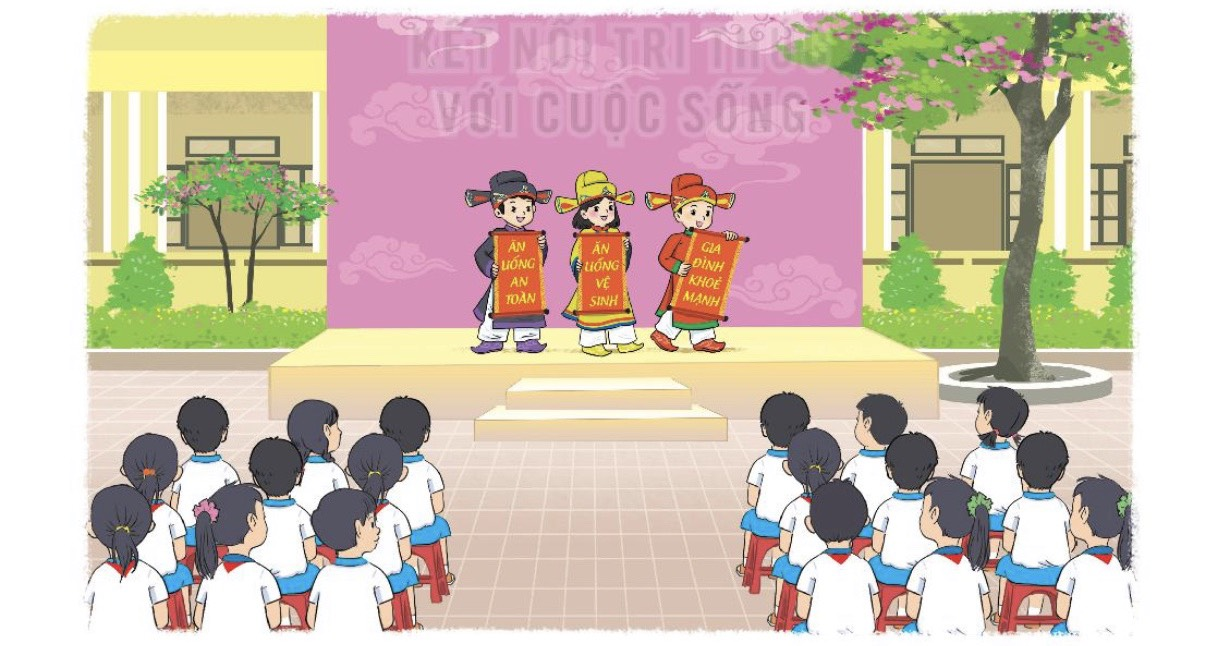 KẾT NỐI TRI THỨC
VỚI CUỘC SỐNG
ĂN
UỐNG
AN
TOÀN
ĂN
UỐNG
VỆ
SINH
GIA
ĐÌNH
KHOẺ
MẠNH